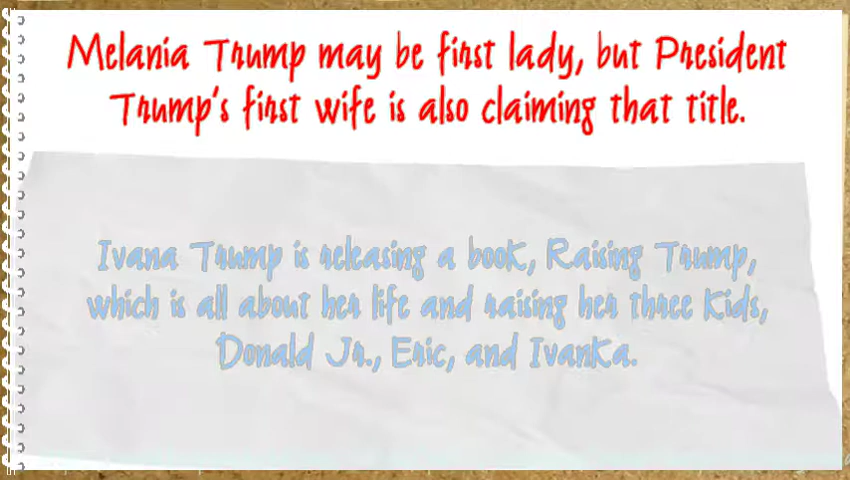 Melania Trump may be first lady, but President
Trump's first wife is also claiming that title.
Ivana Trump is releasing a book, Raising Trump,
which is all about her life and raising her three kids,
Donald Jr., Eric, and Ivanka.